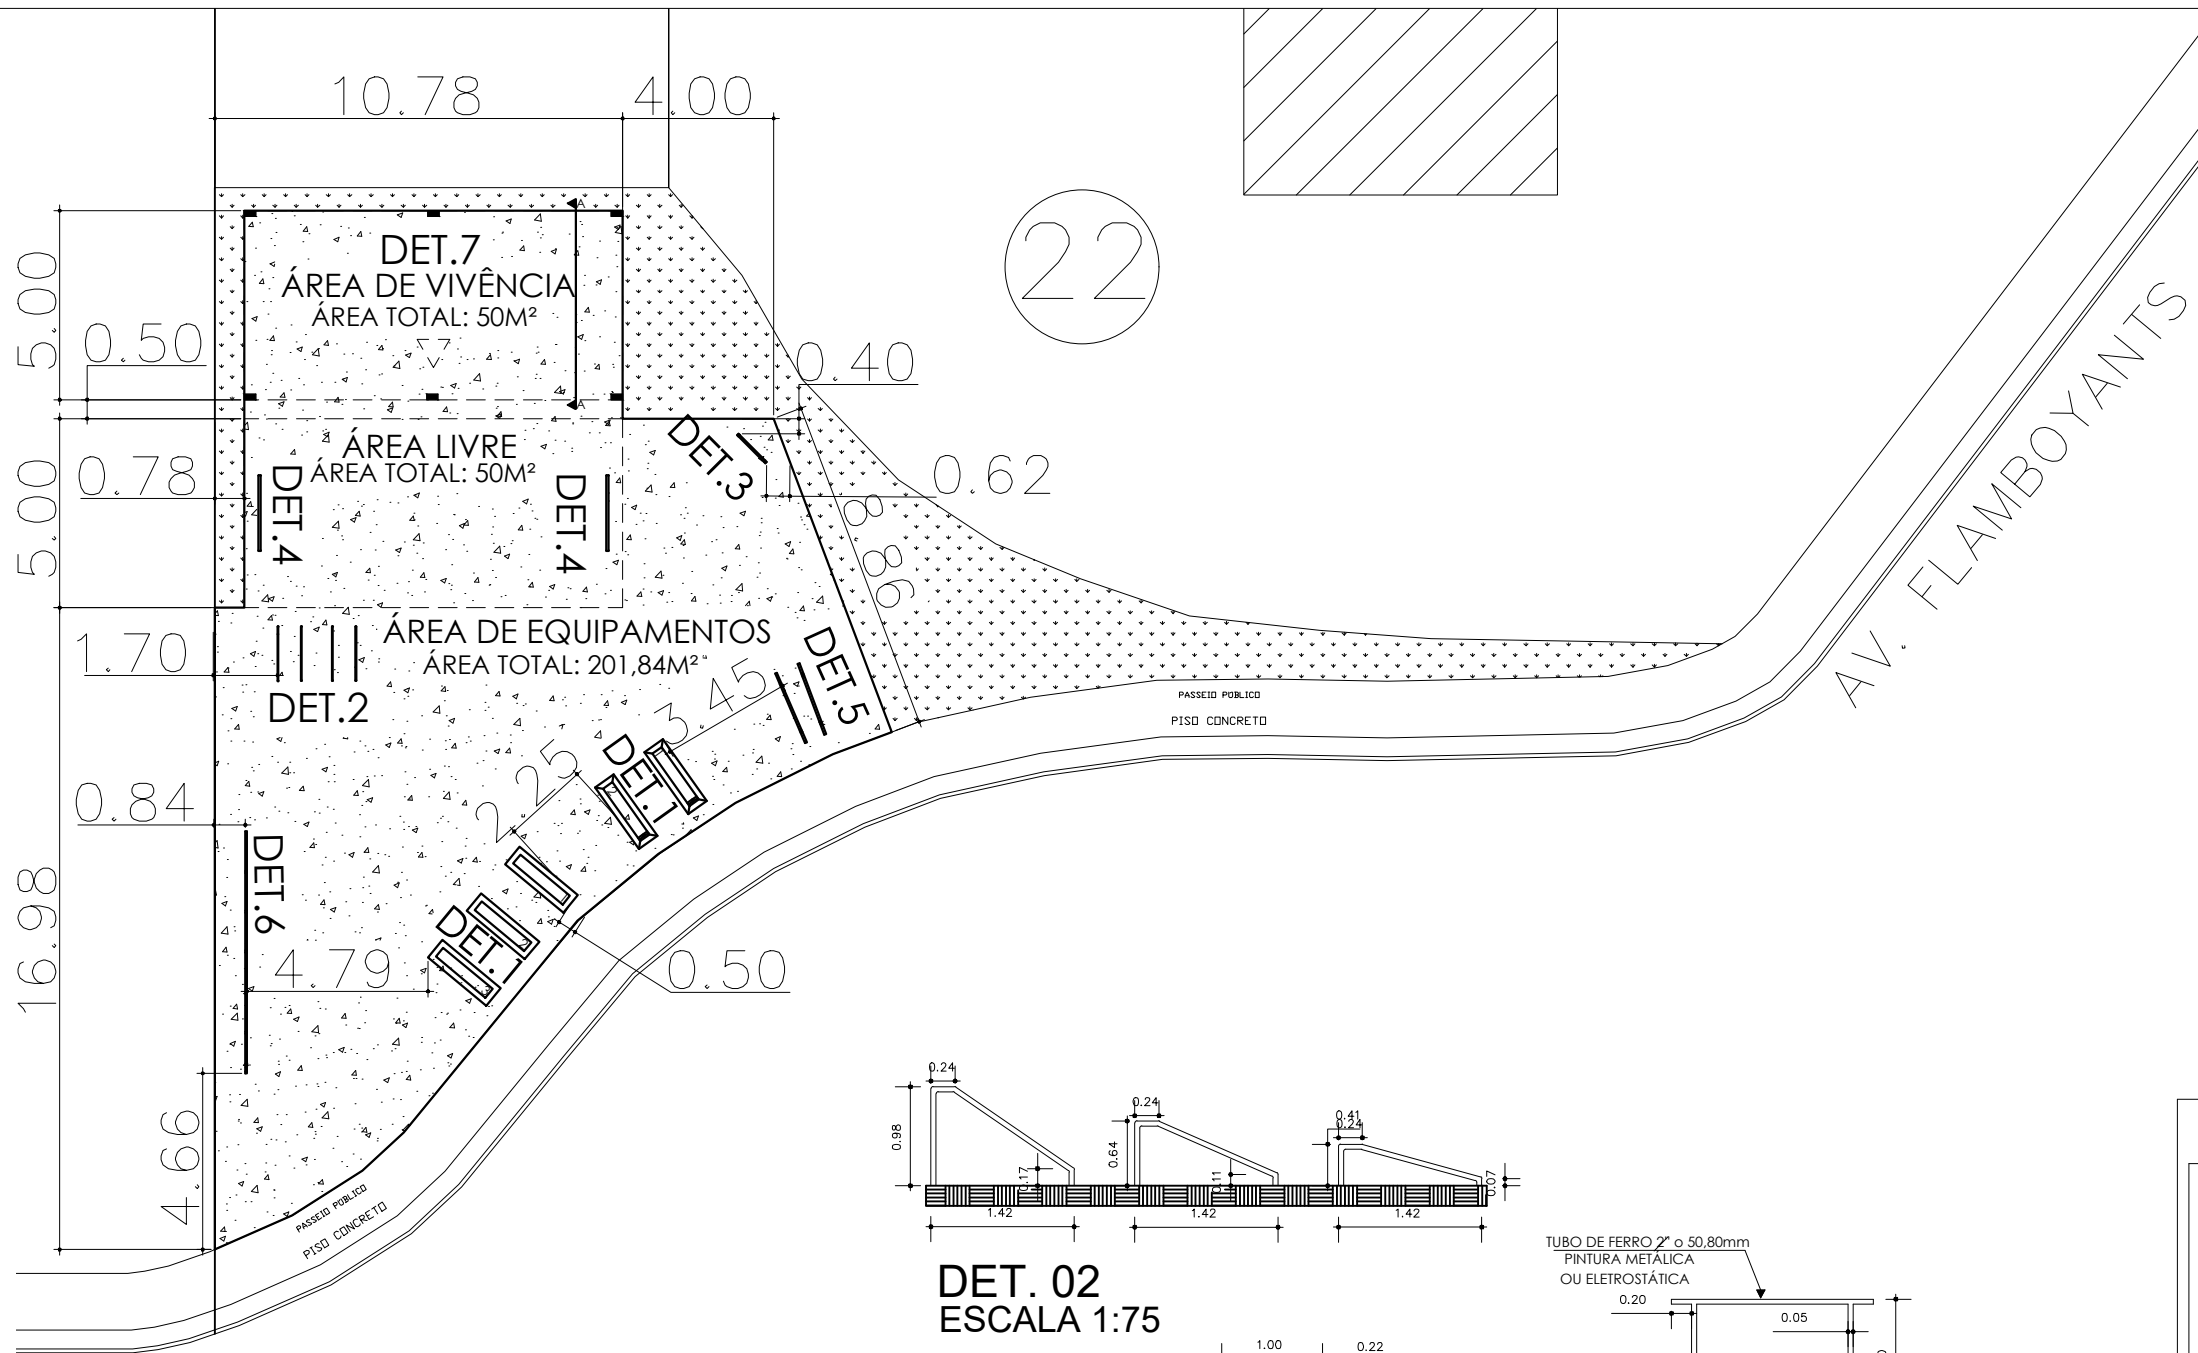 10.78
4.00
22
5.00
0.50
DET.7
ÁREA DE VIVÊNCIA
ÁREA TOTAL: 50M²
A
A
0.40
AV. FLAMBOYANTS
5.00
0.78
ÁREA LIVRE
ÁREA TOTAL: 50M²
DET.4
DET.4
DET.3
0.62
9.88
1.70
ÁREA DE EQUIPAMENTOS
ÁREA TOTAL: 201,84M²
DET.2
3.45
DET.5
PASSEIO PÚBLICO
PISO CONCRETO
2.25
DET.1
0.84
DET.6
16.98
4.79
DET.1
2
3
0.50
4.66
PASSEIO PÚBLICO
PISO CONCRETO
0.24
0.98
0.17
1.42
0.24
0.64
0.11
1.42
0.41
0.24
0.07
1.42
DET. 02
ESCALA 1:75
TUBO DE FERRO 2" o 50,80mm
PINTURA METÁLICA
OU ELETROSTÁTICA
0.20
0.05
1.00
0.22